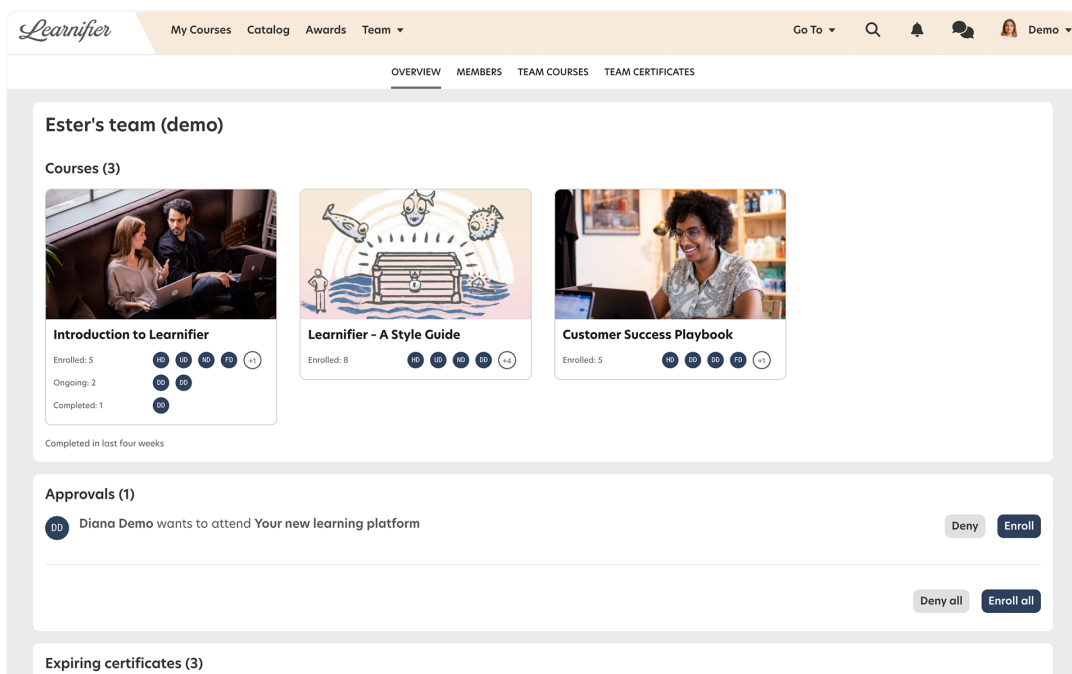 Learnifier My Courses Catalog Awards Team Go To Demo
OVERVIEW MEMBERS TEAM COURSES TEAM CERTIFICATES
Ester's team (demo)
Courses (3)
Introduction to Learnifier
Enrolled: 5 HD UD ND FD +1
Ongoing: 2 DD DD
Completed: 1 DD
Learnifier - A Style Guide
Enrolled: 8 HD UD ND DD +4
Customer Success Playbook
Enrolled: 5 HD DD DD FD +1
Completed in last four weeks
Approvals (1)
DD Diana Demo wants to attend Your new learning platform Deny Enroll
Deny all Enroll all
Expiring certificates (3)